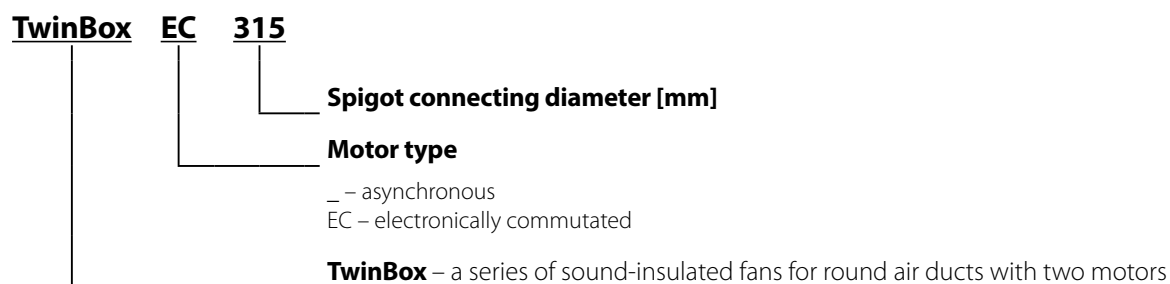 TwinBox EC 315
Spigot connecting diameter [mm]
Motor type
_ – asynchronous
EC – electronically commutated
TwinBox – a series of sound-insulated fans for round air ducts with two motors